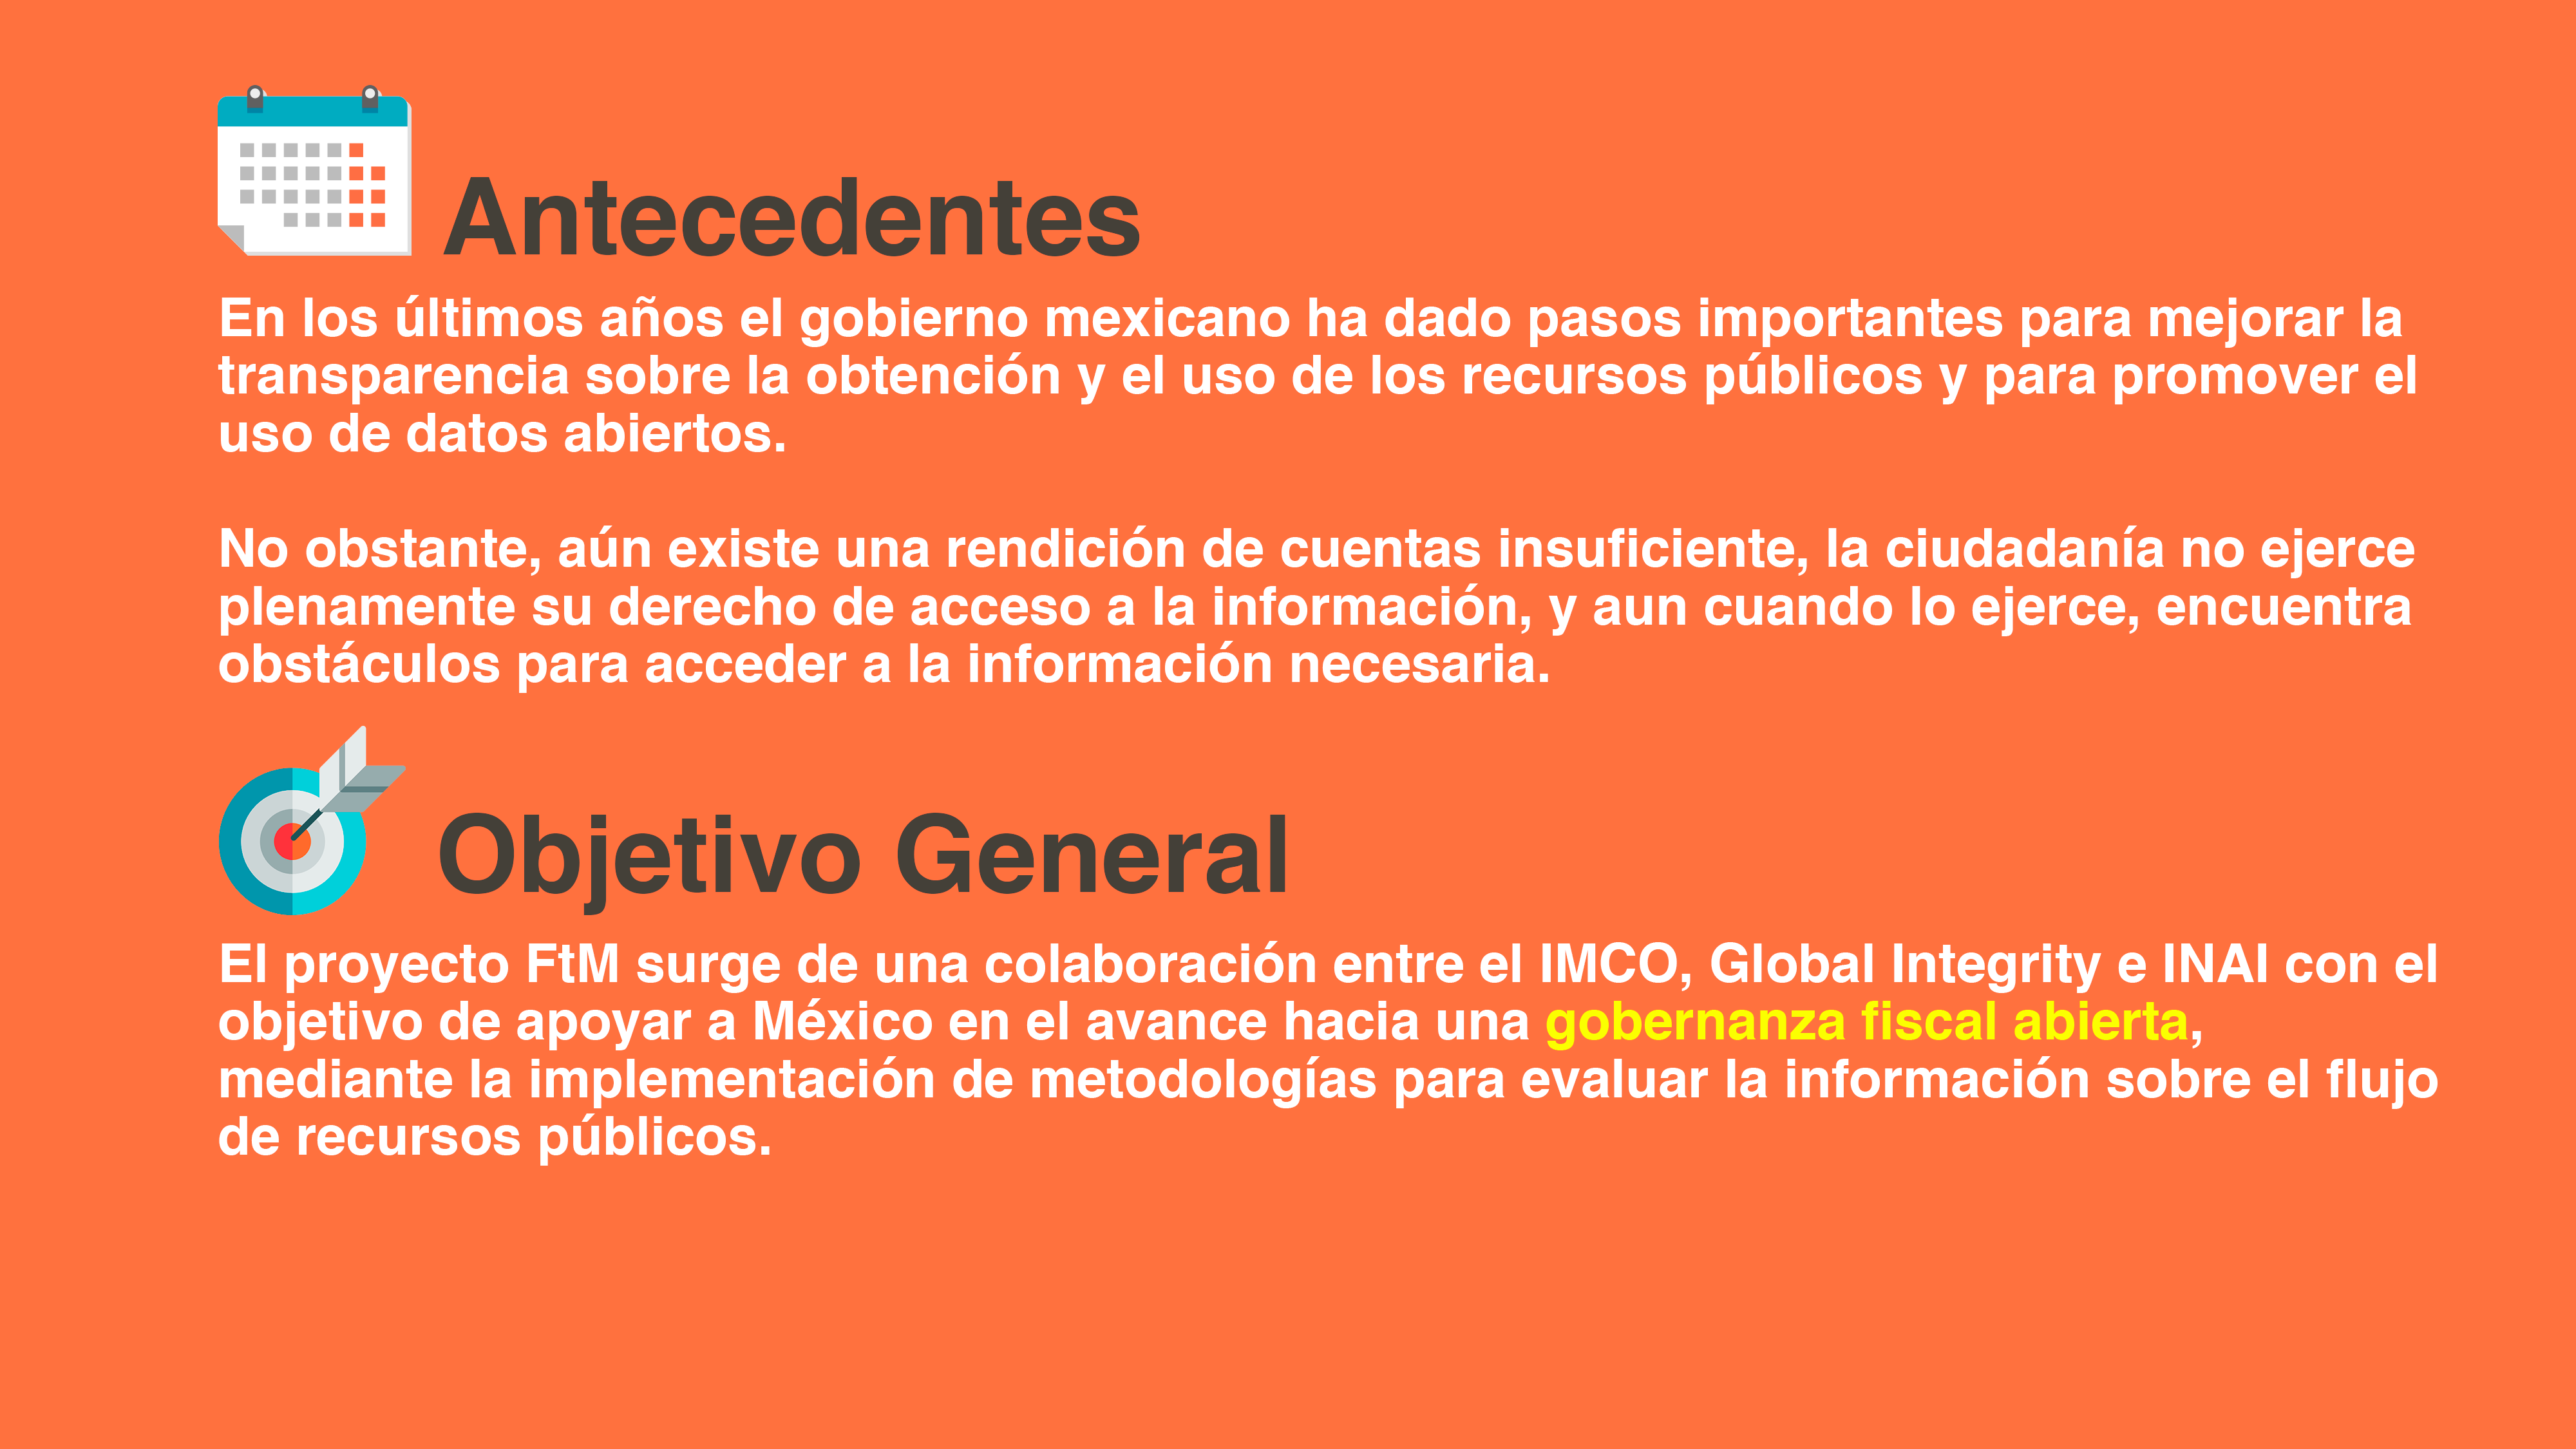 Antecedentes
En los últimos años el gobierno mexicano ha dado pasos importantes para mejorar la
transparencia sobre la obtención y el uso de los recursos públicos y para promover el
uso de datos abiertos.
No obstante, aún existe una rendición de cuentas insuficiente, la ciudadanía no ejerce
plenamente su derecho de acceso a la información, y aun cuando lo ejerce, encuentra
obstáculos para acceder a la información necesaria.
Objetivo General
El proyecto FtM surge de una colaboración entre el IMCO, Global Integrity e INAI con el
objetivo de apoyar a México en el avance hacia una gobernanza fiscal abierta,
mediante la implementación de metodologías para evaluar la información sobre el flujo
de recursos públicos.